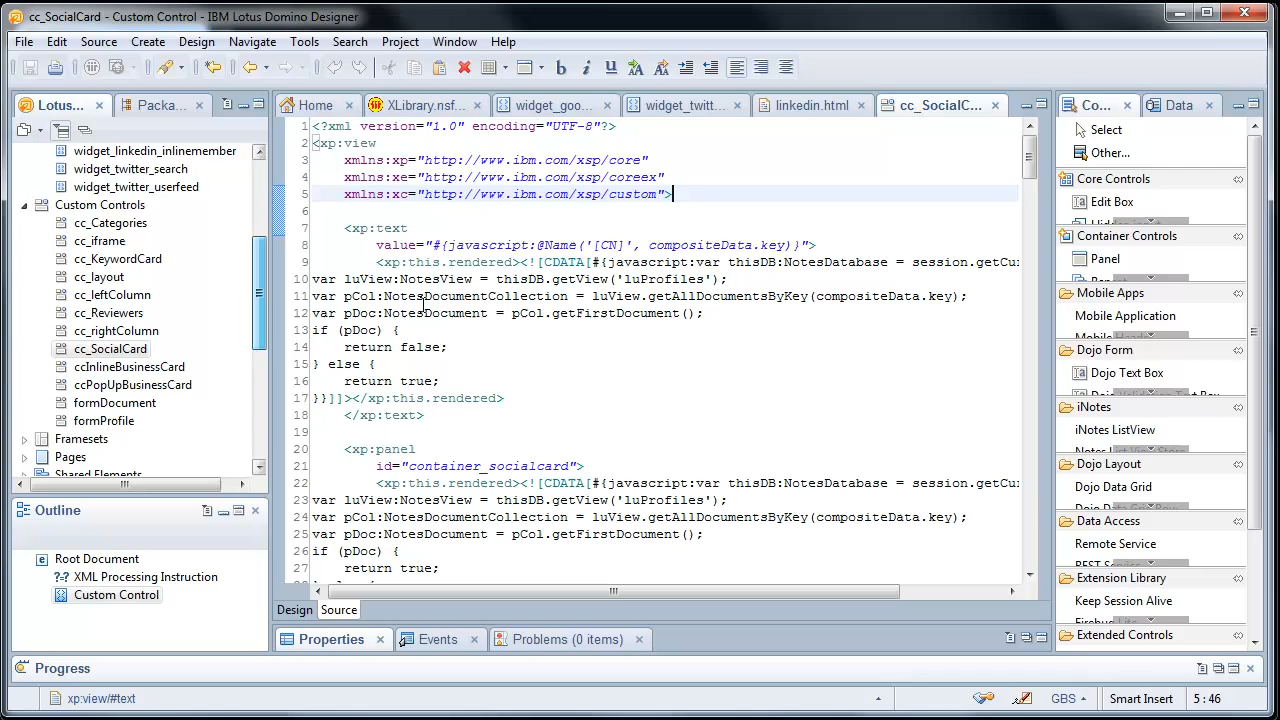 cc_SocialCard - Custom Control - IBM Lotus Domino Designer
File Edit Source Create Design Navigate Tools Search Project Window Help
b i U
Lotus... Packa...
widget_linkedin_inlinemember
widget_twitter_search
widget_twitter_userfeed
Custom Controls
cc_Categories
cc_iframe
cc_KeywordCard
cc_layout
cc_leftColumn
cc_Reviewers
cc_rightColumn
cc_SocialCard
ccInlineBusinessCard
ccPopUpBusinessCard
formDocument
formProfile
Framesets
Pages
Shared Elements
Outline
Root Document
?-? XML Processing Instruction
Custom Control
Home XLibrary.nsf... widget_goo... widget_twitt... linkedin.html cc_SocialC...
1 <?xml version="1.0" encoding="UTF-8"?>
2 <xp:view
3 xmlns:xp="http://www.ibm.com/xsp/core"
4 xmlns:xe="http://www.ibm.com/xsp/coreex"
5 xmlns:xc="http://www.ibm.com/xsp/custom">
6
7 <xp:text
8 value="#{javascript:@Name('[CN]', compositeData.key)}">
9 <xp:this.rendered><![CDATA[#{javascript:var thisDB:NotesDatabase = session.getCu
10 var luView:NotesView = thisDB.getView('luProfiles');
11 var pCol:NotesDocumentCollection = luView.getAllDocumentsByKey(compositeData.key);
12 var pDoc:NotesDocument = pCol.getFirstDocument();
13 if (pDoc) {
14 return false;
15 } else {
16 return true;
17 }}]]></xp:this.rendered>
18 </xp:text>
19
20 <xp:panel
21 id="container_socialcard">
22 <xp:this.rendered><![CDATA[#{javascript:var thisDB:NotesDatabase = session.getCu
23 var luView:NotesView = thisDB.getView('luProfiles');
24 var pCol:NotesDocumentCollection = luView.getAllDocumentsByKey(compositeData.key);
25 var pDoc:NotesDocument = pCol.getFirstDocument();
26 if (pDoc) {
27 return true;
Design Source
Properties Events Problems (0 items)
Co... Data
Select
Other...
Core Controls
Edit Box
Container Controls
Panel
Mobile Apps
Mobile Application
Dojo Form
Dojo Text Box
iNotes
iNotes ListView
Dojo Layout
Dojo Data Grid
Data Access
Remote Service
Extension Library
Keep Session Alive
Extended Controls
Progress
xp:view/#text GBS Smart Insert 5 : 46